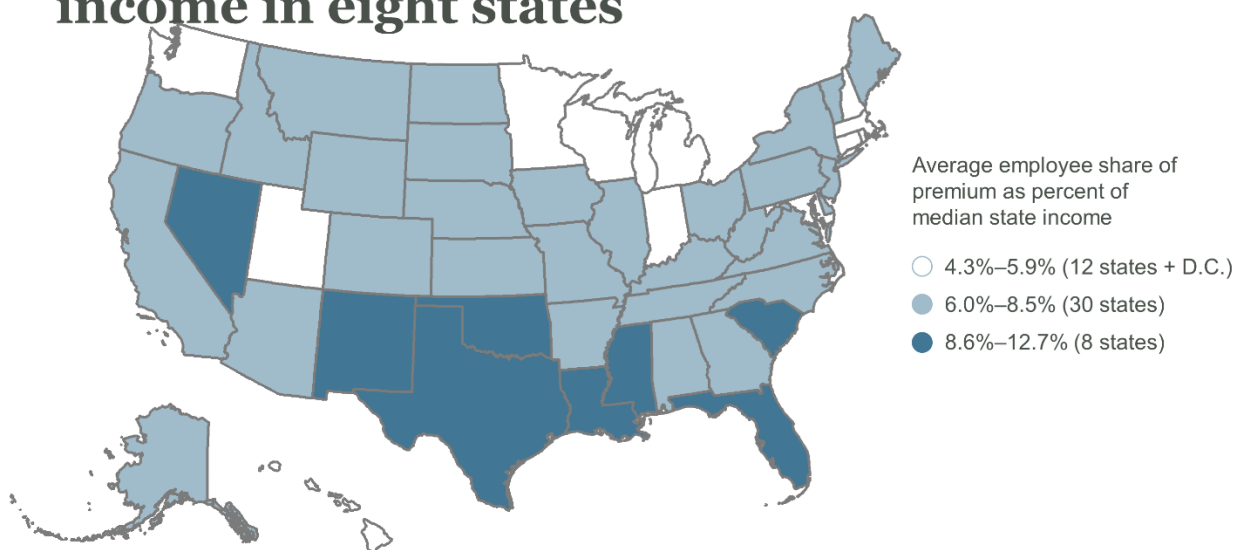 income in eight states
Average employee share of
premium as percent of
median state income
4.3%–5.9% (12 states + D.C.)
6.0%–8.5% (30 states)
8.6%–12.7% (8 states)